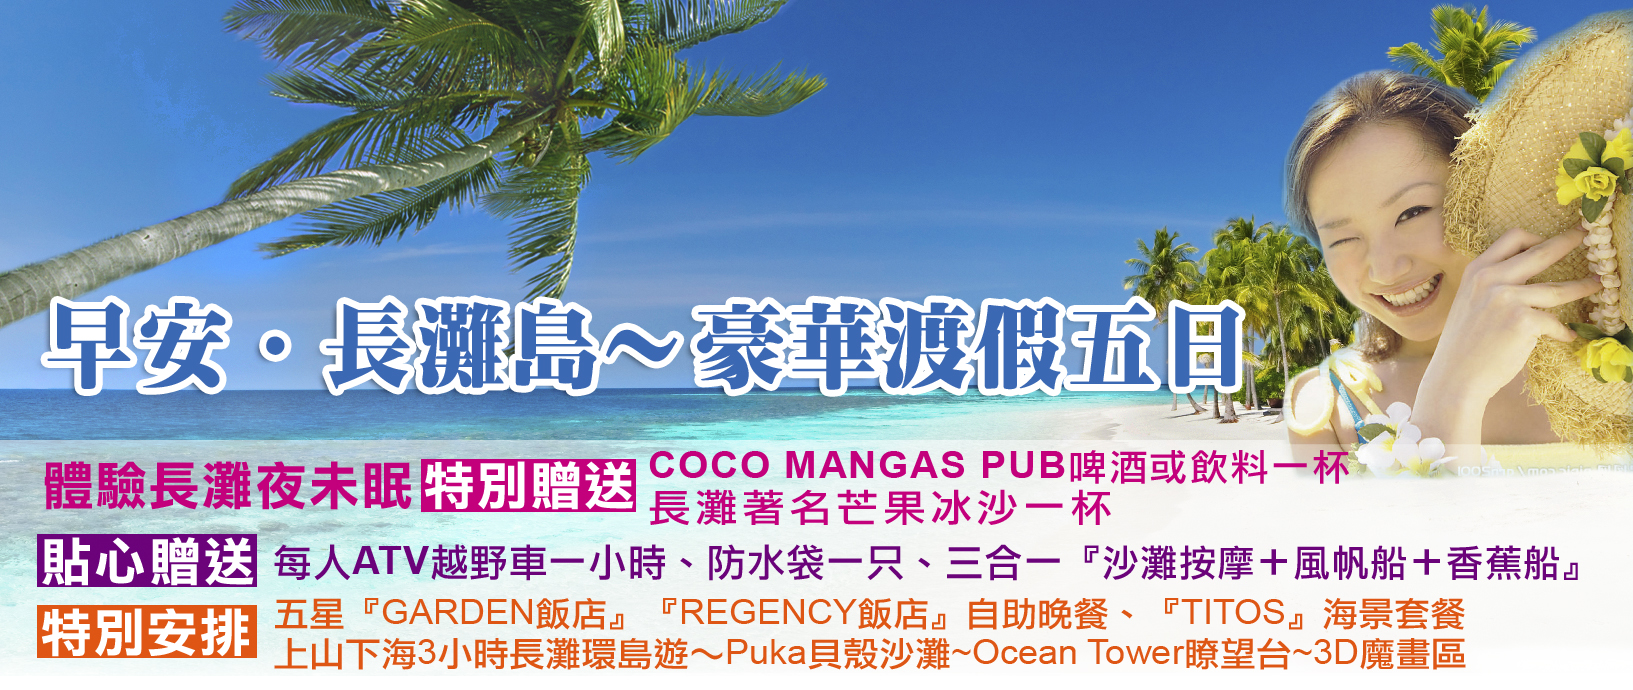 早安・長灘島～豪華渡假五日
體驗長灘夜未眠 特別贈送 COCO MANGAS PUB啤酒或飲料一杯
長灘著名芒果冰沙一杯
貼心贈送 每人ATV越野車一小時、防水袋一只、三合一『沙灘按摩＋風帆船＋香蕉船』
特別安排 五星『GARDEN飯店』『REGENCY飯店』自助晚餐、『TITOS』海景套餐
上山下海3小時長灘環島遊～Puka貝殼沙灘~Ocean Tower瞭望台~3D魔畫區